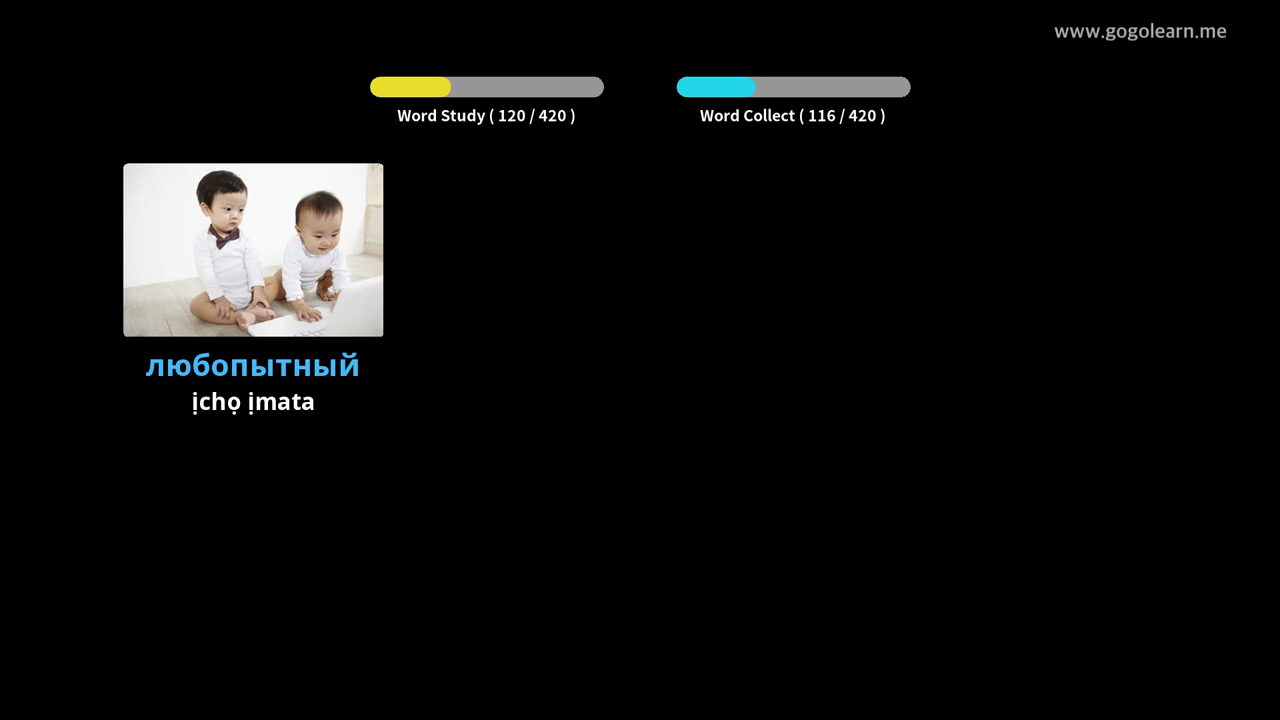 www.gogolearn.me
Word Study ( 120 / 420 )
Word Collect ( 116 / 420 )
любопытный
ịchọ ịmata